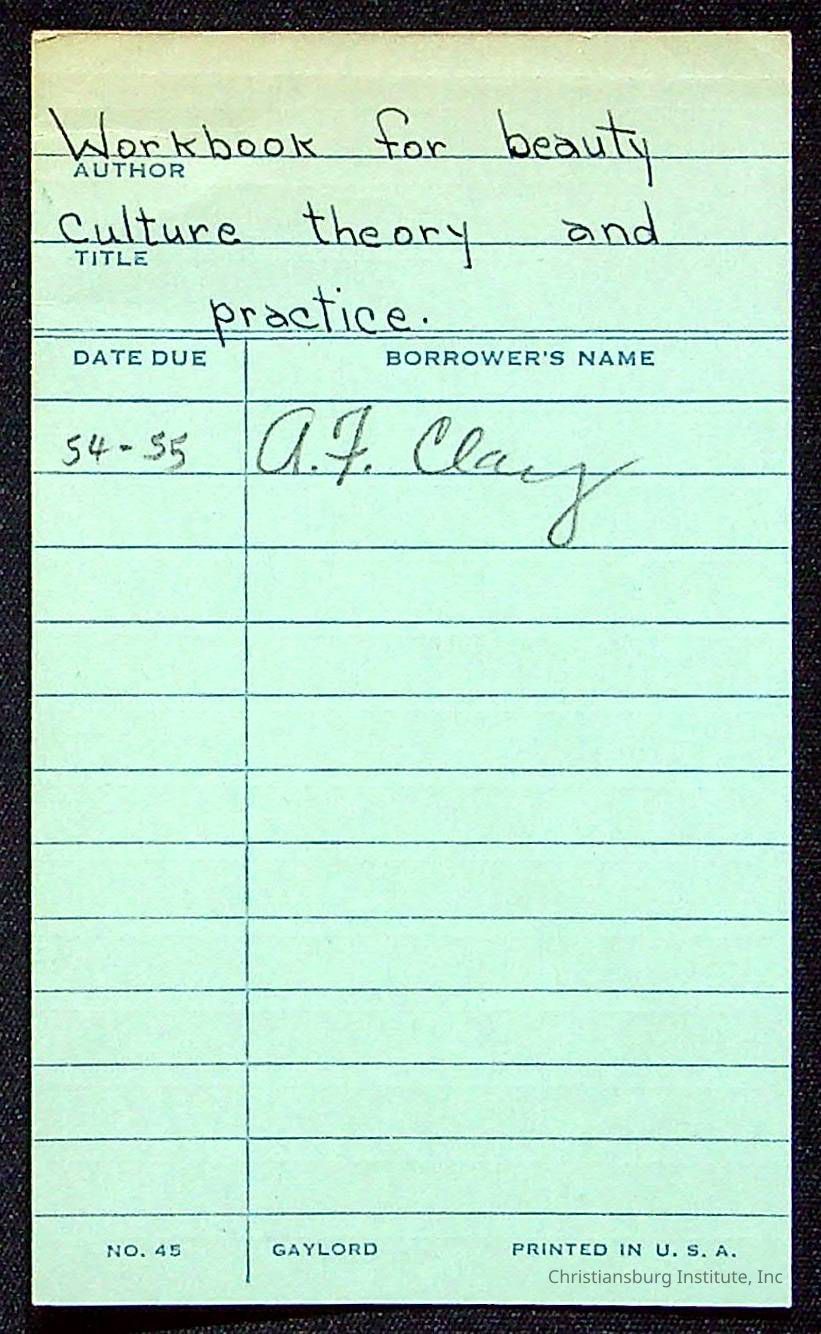 Workbook for beauty
AUTHOR
culture theory and
TITLE
practice.
DATE DUE BORROWER'S NAME
54-55 A.F. Clay
NO. 45 GAYLORD PRINTED IN U. S. A.
Christiansburg Institute, Inc